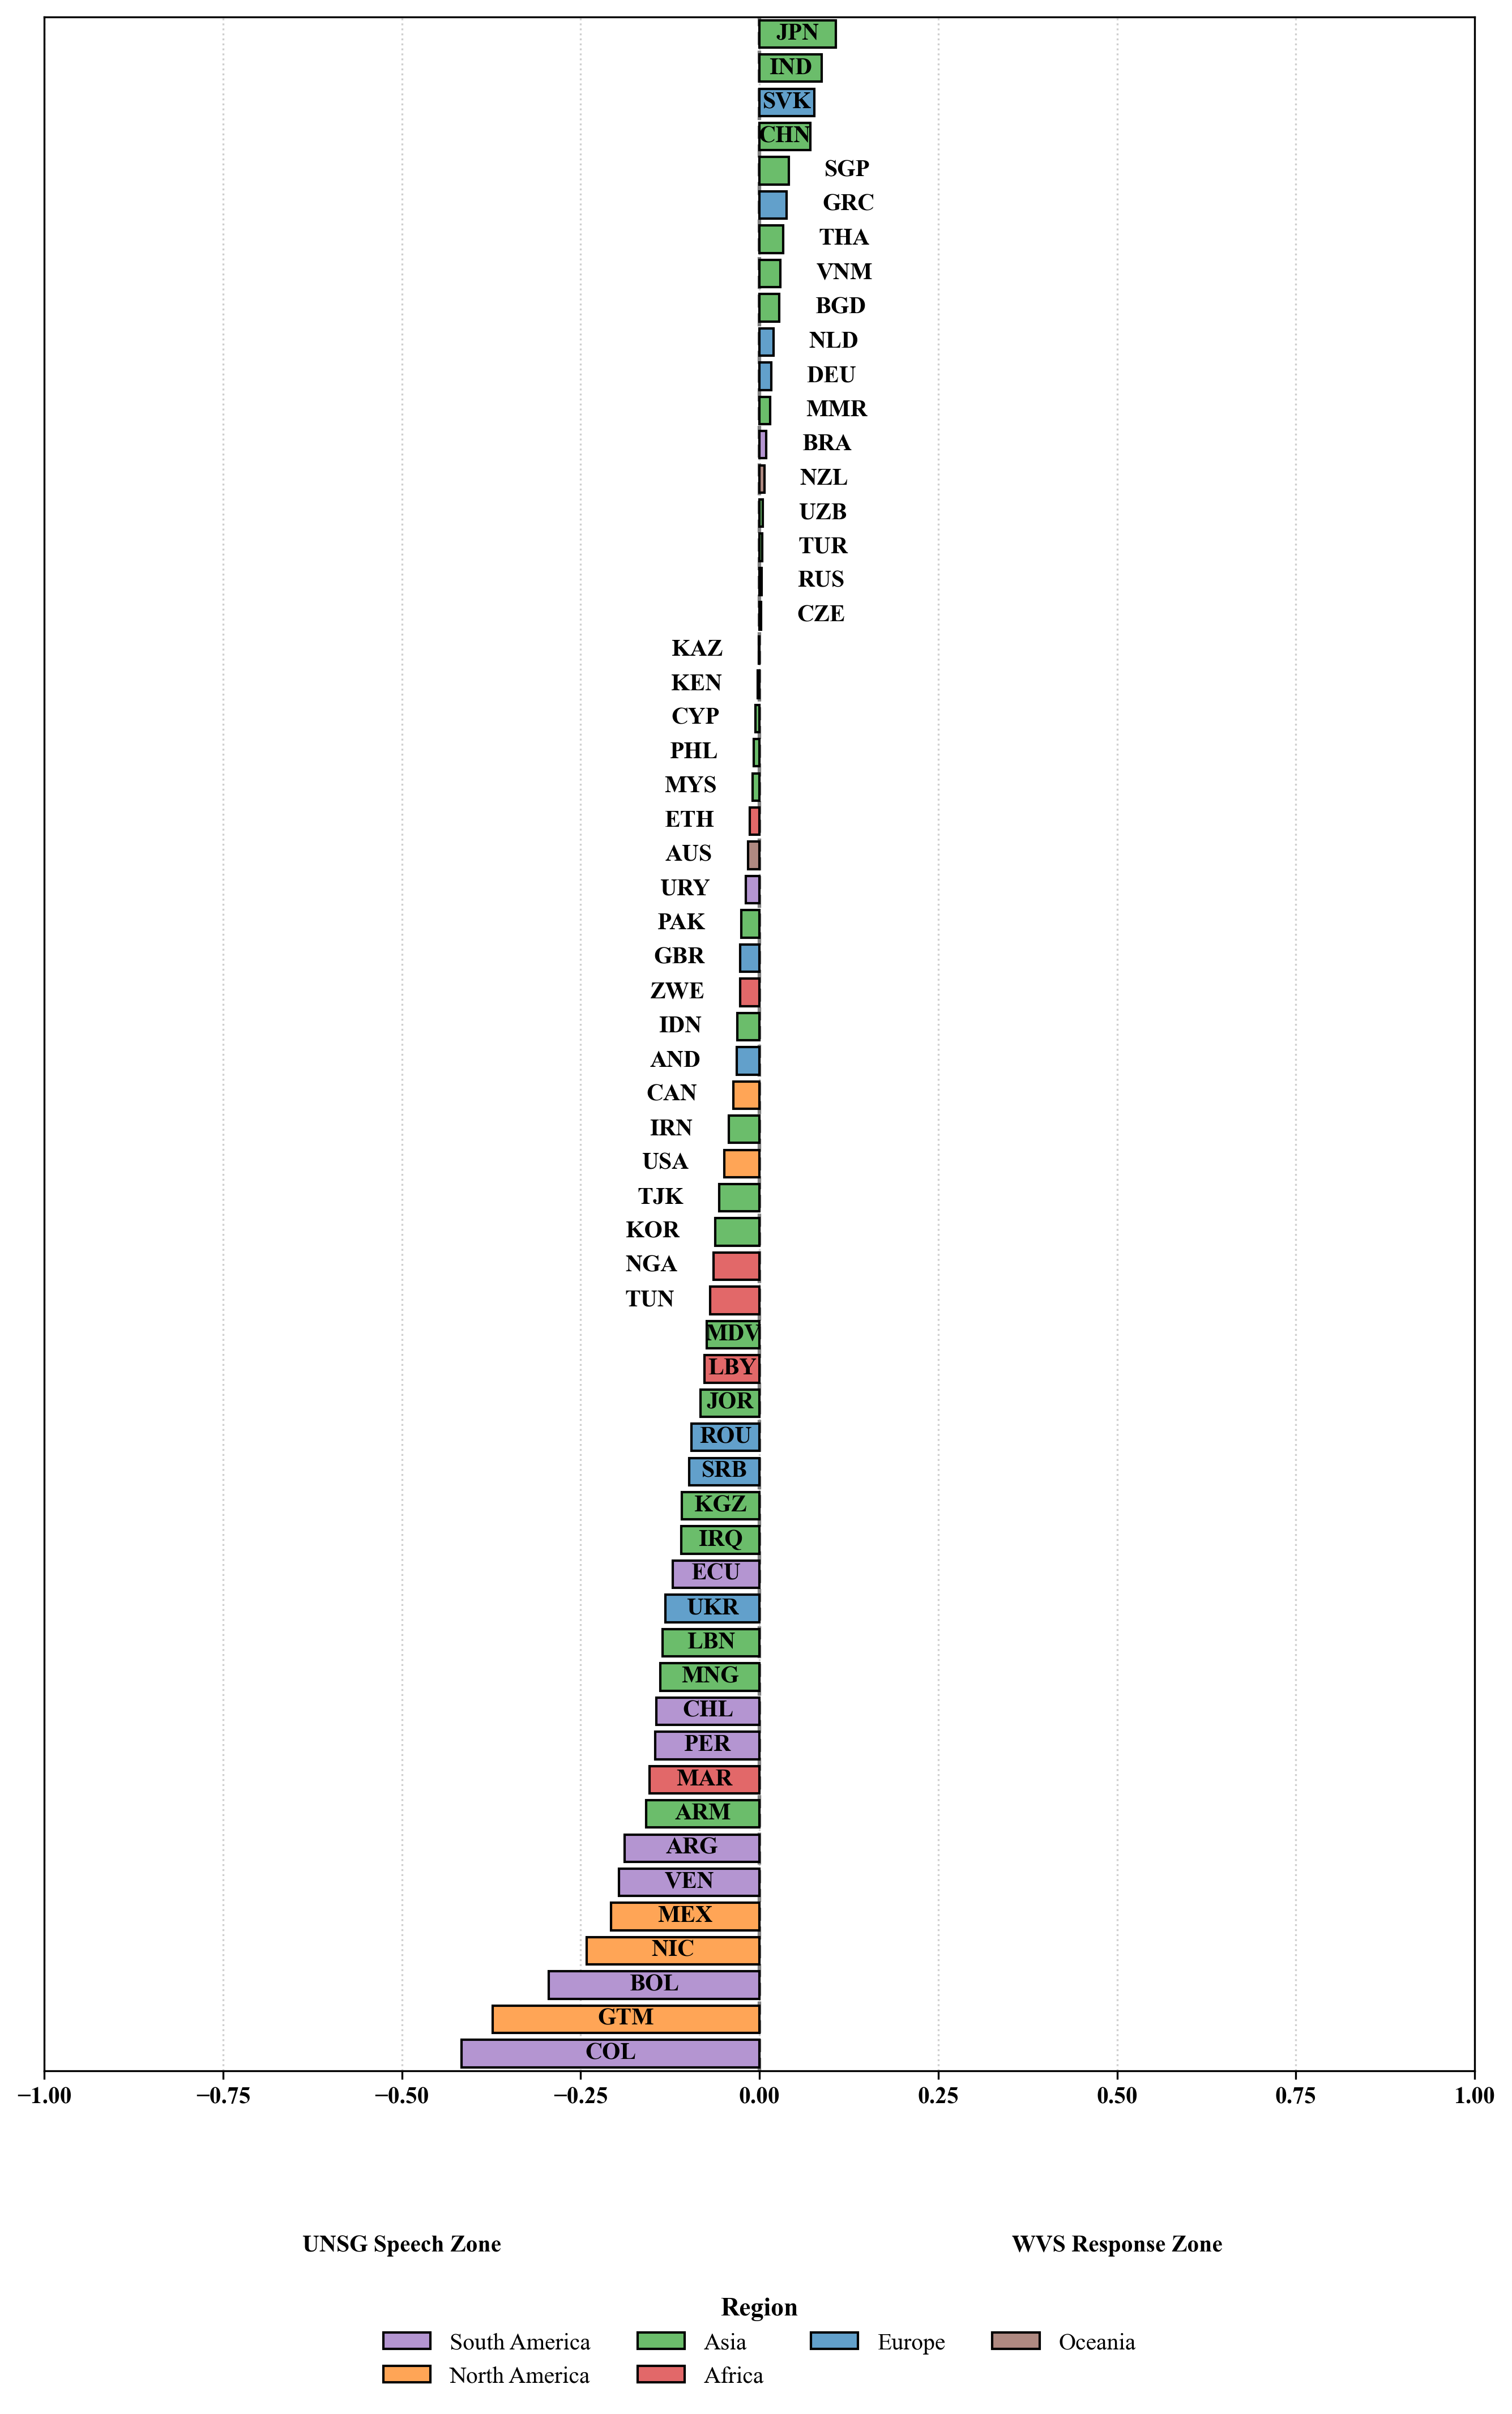 JPN
IND
SVK
CHN
SGP
GRC
THA
VNM
BGD
NLD
DEU
MMR
BRA
NZL
UZB
TUR
RUS
CZE
KAZ
KEN
CYP
PHL
MYS
ETH
AUS
URY
PAK
GBR
ZWE
IDN
AND
CAN
IRN
USA
TJK
KOR
NGA
TUN
MDV
LBY
JOR
ROU
SRB
KGZ
IRQ
ECU
UKR
LBN
MNG
CHL
PER
MAR
ARM
ARG
VEN
MEX
NIC
BOL
GTM
COL
−1.00 −0.75 −0.50 −0.25 0.00 0.25 0.50 0.75 1.00
UNSG Speech Zone WVS Response Zone
Region
South America Asia Europe Oceania
North America Africa